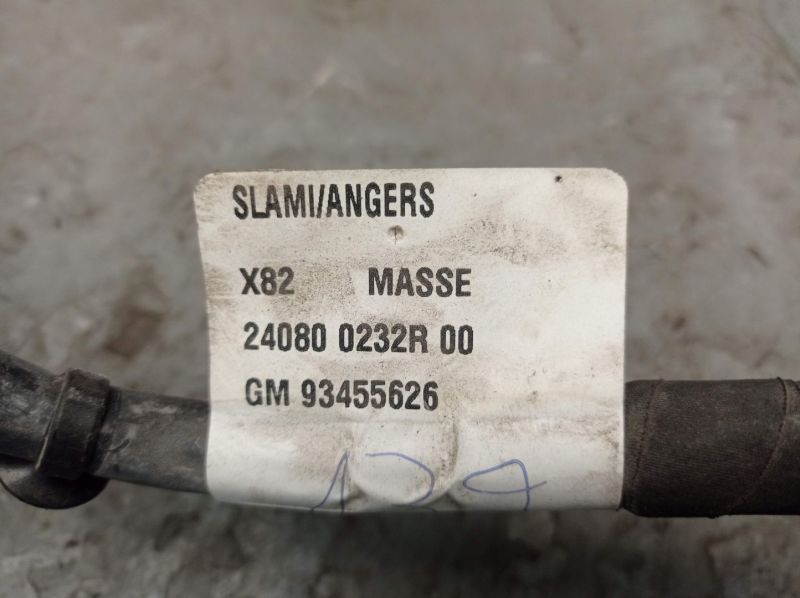 SLAMI/ANGERS
X82 MASSE
24080 0232R 00
GM 93455626